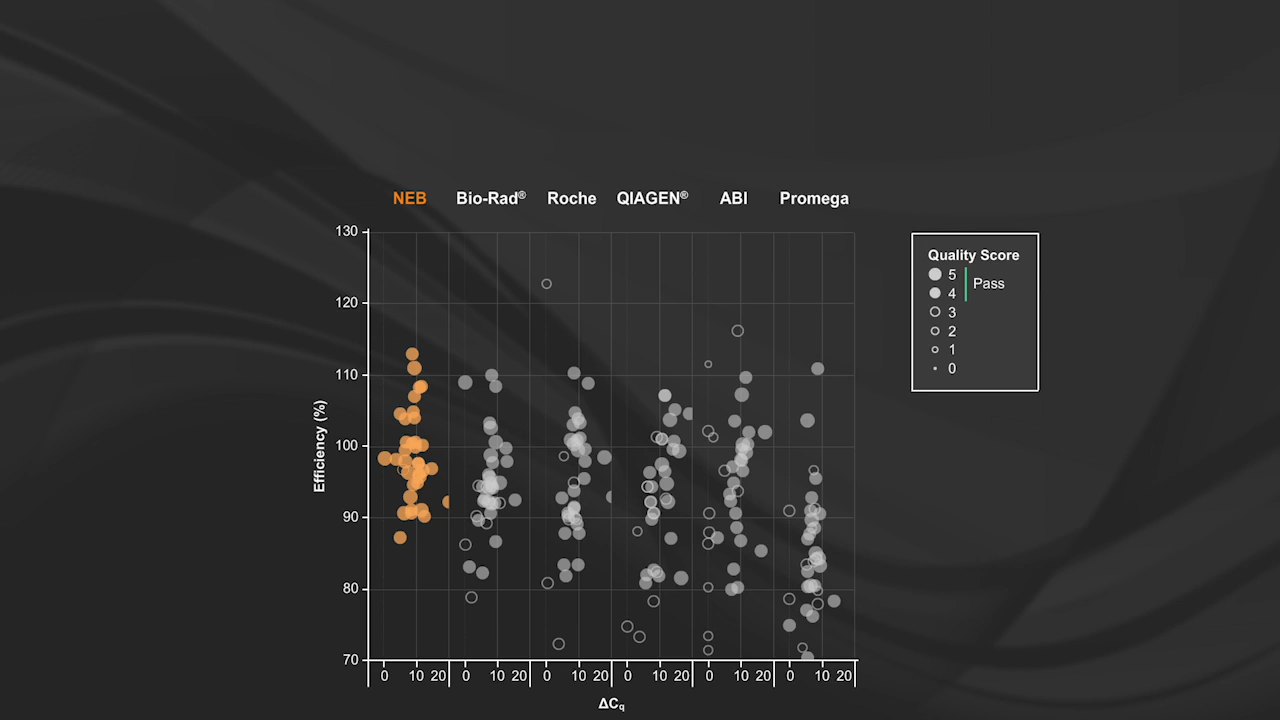 NEB Bio-Rad® Roche QIAGEN® ABI Promega
130
120
110
100
90
80
70
Efficiency (%)
0 10 20 0 10 20 0 10 20 0 10 20 0 10 20 0 10 20
ΔCq
Quality Score
5
4
Pass
3
2
1
0